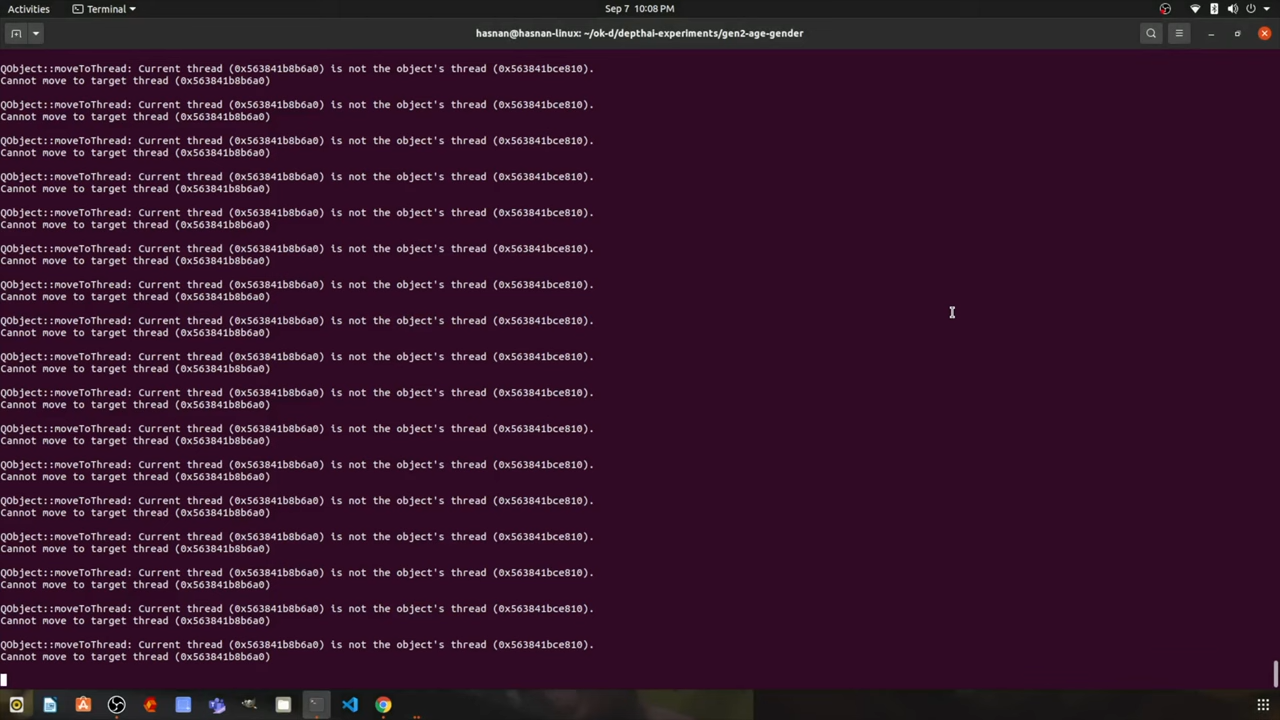 Activities
Terminal
Sep 7 10:08 PM
hasnan@hasnan-linux: ~/ok-d/depthai-experiments/gen2-age-gender
QObject::moveToThread: Current thread (0x563841b8b6a0) is not the object's thread (0x563841bce810).
Cannot move to target thread (0x563841b8b6a0)
QObject::moveToThread: Current thread (0x563841b8b6a0) is not the object's thread (0x563841bce810).
Cannot move to target thread (0x563841b8b6a0)
QObject::moveToThread: Current thread (0x563841b8b6a0) is not the object's thread (0x563841bce810).
Cannot move to target thread (0x563841b8b6a0)
QObject::moveToThread: Current thread (0x563841b8b6a0) is not the object's thread (0x563841bce810).
Cannot move to target thread (0x563841b8b6a0)
QObject::moveToThread: Current thread (0x563841b8b6a0) is not the object's thread (0x563841bce810).
Cannot move to target thread (0x563841b8b6a0)
QObject::moveToThread: Current thread (0x563841b8b6a0) is not the object's thread (0x563841bce810).
Cannot move to target thread (0x563841b8b6a0)
QObject::moveToThread: Current thread (0x563841b8b6a0) is not the object's thread (0x563841bce810).
Cannot move to target thread (0x563841b8b6a0)
QObject::moveToThread: Current thread (0x563841b8b6a0) is not the object's thread (0x563841bce810).
Cannot move to target thread (0x563841b8b6a0)
QObject::moveToThread: Current thread (0x563841b8b6a0) is not the object's thread (0x563841bce810).
Cannot move to target thread (0x563841b8b6a0)
QObject::moveToThread: Current thread (0x563841b8b6a0) is not the object's thread (0x563841bce810).
Cannot move to target thread (0x563841b8b6a0)
QObject::moveToThread: Current thread (0x563841b8b6a0) is not the object's thread (0x563841bce810).
Cannot move to target thread (0x563841b8b6a0)
QObject::moveToThread: Current thread (0x563841b8b6a0) is not the object's thread (0x563841bce810).
Cannot move to target thread (0x563841b8b6a0)
QObject::moveToThread: Current thread (0x563841b8b6a0) is not the object's thread (0x563841bce810).
Cannot move to target thread (0x563841b8b6a0)
QObject::moveToThread: Current thread (0x563841b8b6a0) is not the object's thread (0x563841bce810).
Cannot move to target thread (0x563841b8b6a0)
QObject::moveToThread: Current thread (0x563841b8b6a0) is not the object's thread (0x563841bce810).
Cannot move to target thread (0x563841b8b6a0)
QObject::moveToThread: Current thread (0x563841b8b6a0) is not the object's thread (0x563841bce810).
Cannot move to target thread (0x563841b8b6a0)
QObject::moveToThread: Current thread (0x563841b8b6a0) is not the object's thread (0x563841bce810).
Cannot move to target thread (0x563841b8b6a0)